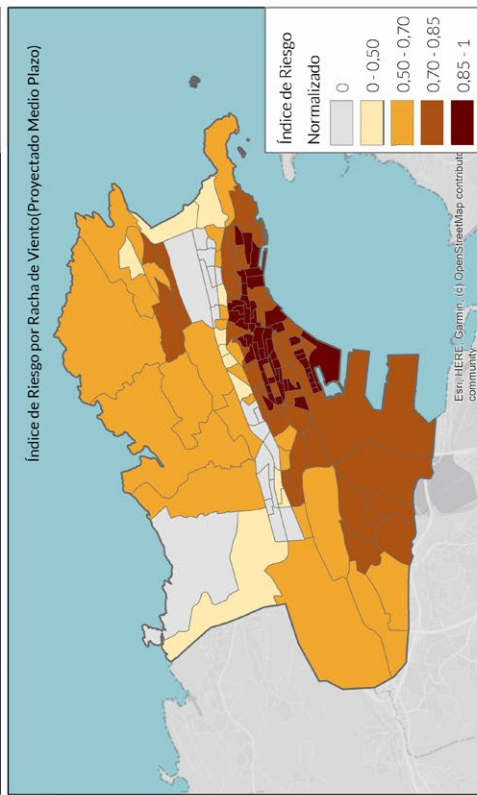 Índice de Riesgo por Racha de Viento(Proyectado Medio Plazo)
Índice de Riesgo
Normalizado
0
0 - 0,50
0,50 - 0,70
0,70 - 0,85
0,85 - 1
Esri, HERE, Garmin, (c) OpenStreetMap contributo
community